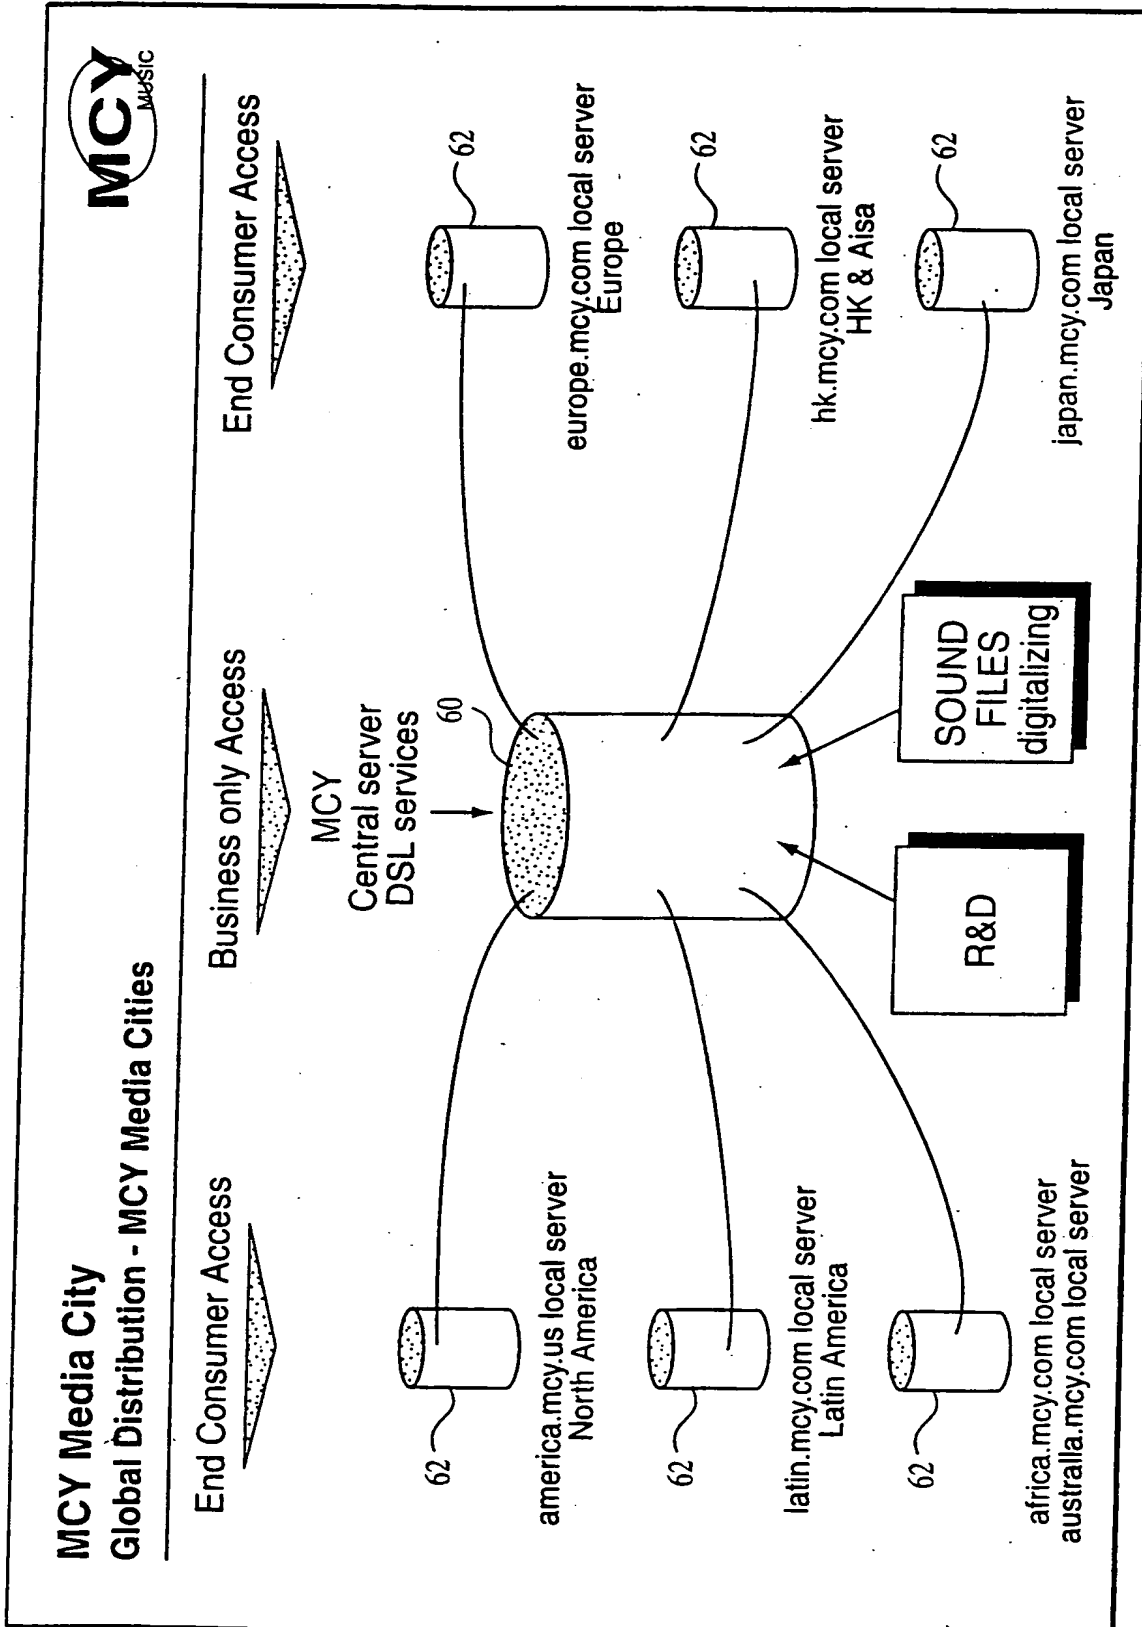 MCY Media City
Global Distribution - MCY Media Cities
MCY
MUSIC
End Consumer Access
Business only Access
End Consumer Access
MCY
Central server
DSL services
60
62
america.mcy.us local server
North America
62
latin.mcy.com local server
Latin America
62
africa.mcy.com local server
australla.mcy.com local server
62
europe.mcy.com local server
Europe
62
hk.mcy.com local server
HK & Aisa
62
japan.mcy.com local server
Japan
R&D
SOUND
FILES
digitalizing